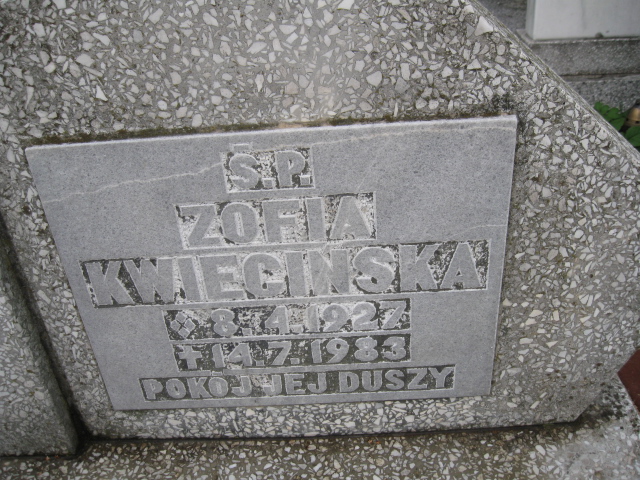 Ś.P.
ZOFIA
KWIECIŃSKA
8.4.1927
14.7.1983
POKÓJ JEJ DUSZY